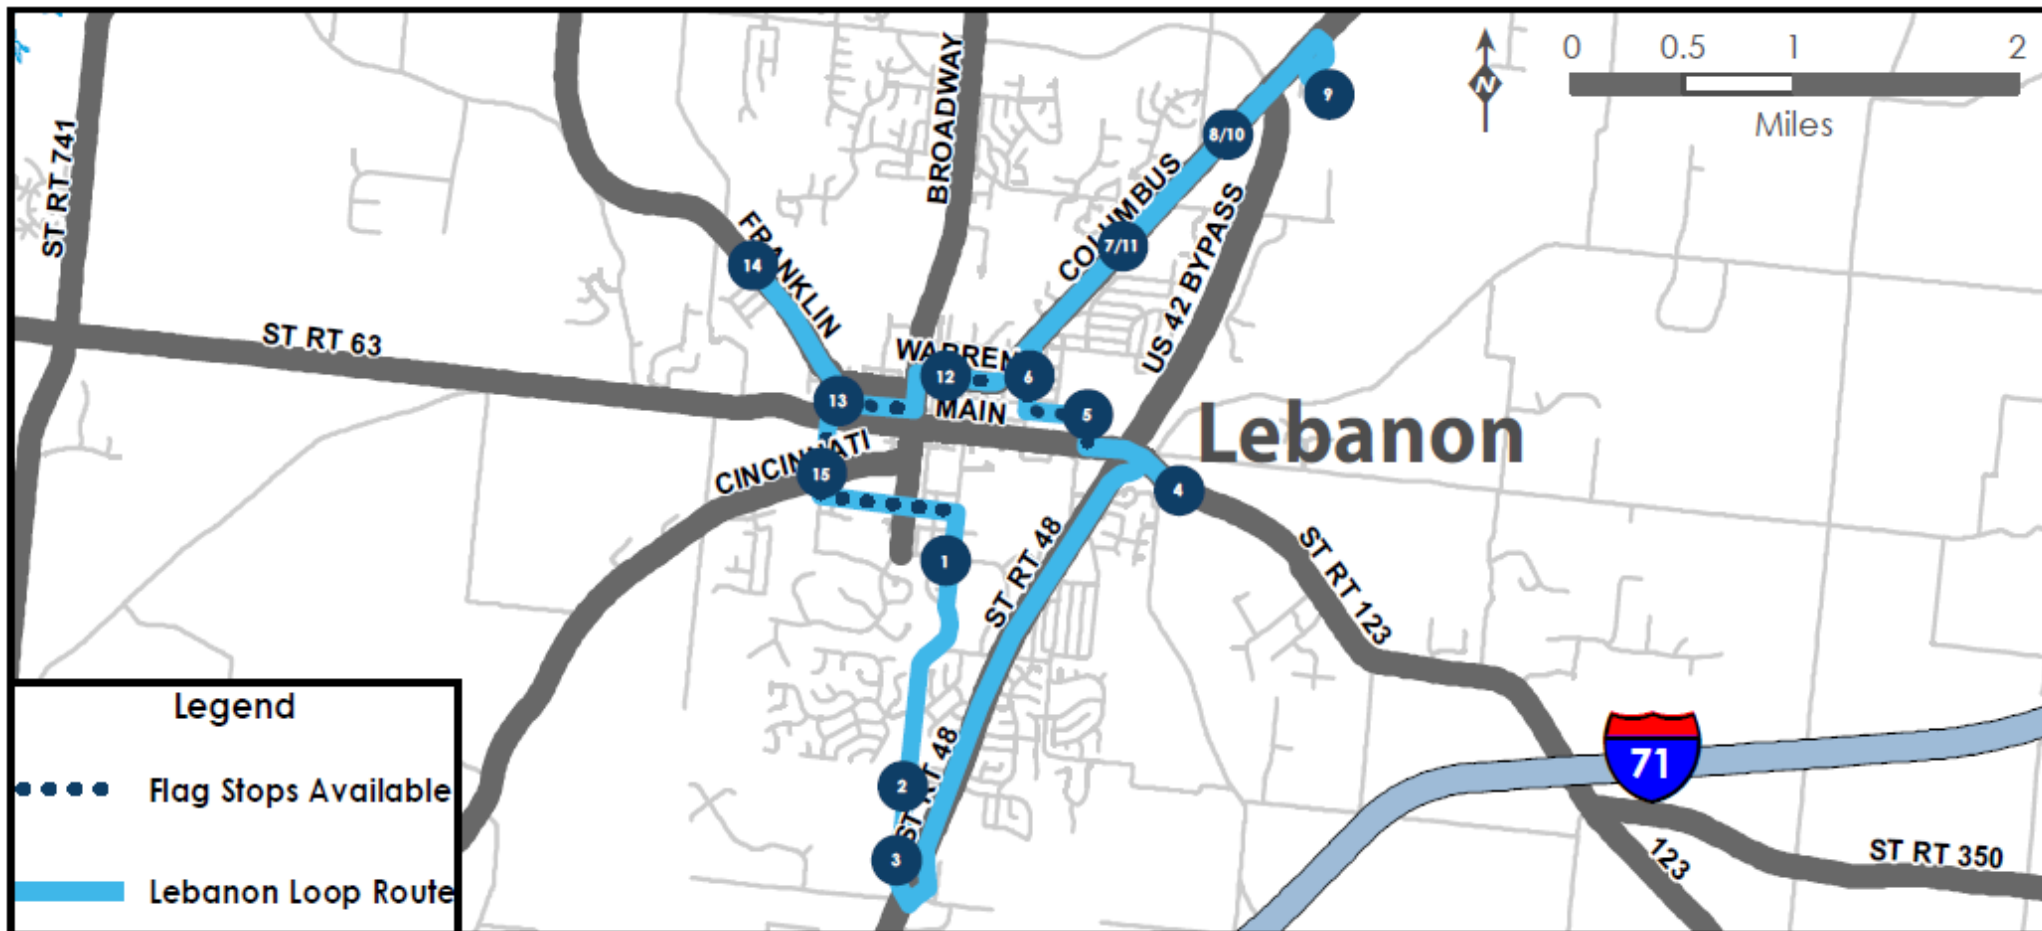 0 0.5 1 2
Miles
N
ST RT 741
BROADWAY
9
8/10
COLUMBUS
7/11
US 42 BYPASS
FRANKLIN
14
ST RT 63
WARREN
12
6
13
MAIN
5
Lebanon
CINCINNATI
15
4
1
ST RT 48
ST RT 123
2
ST RT 48
3
71
123
ST RT 350
Legend
Flag Stops Available
Lebanon Loop Route